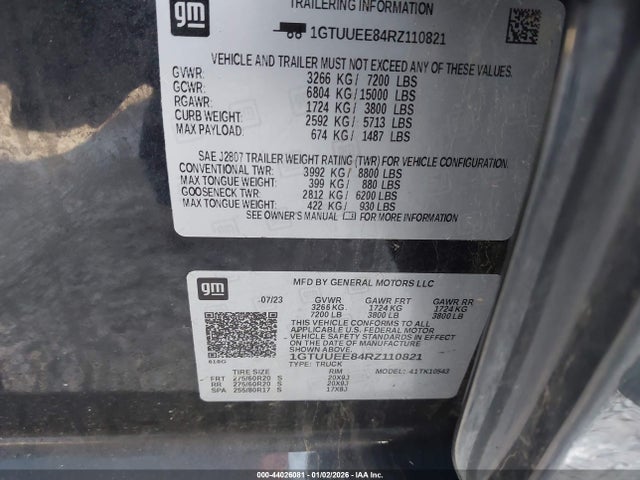 TRAILERING INFORMATION
gm
1GTUUEE84RZ110821
VEHICLE AND TRAILER MUST NOT EXCEED ANY OF THESE VALUES.
GVWR: 3266 KG/ 7200 LBS
GCWR: 6804 KG/ 15000 LBS
RGAWR: 1724 KG/ 3800 LBS
CURB WEIGHT: 2592 KG/ 5713 LBS
MAX PAYLOAD: 674 KG/ 1487 LBS
SAE J2807 TRAILER WEIGHT RATING (TWR) FOR VEHICLE CONFIGURATION.
CONVENTIONAL TWR: 3992 KG/ 8800 LBS
MAX TONGUE WEIGHT: 399 KG/ 880 LBS
GOOSENECK TWR: 2812 KG/ 6200 LBS
MAX TONGUE WEIGHT: 422 KG/ 930 LBS
SEE OWNER'S MANUAL FOR MORE INFORMATION
gm
MFD BY GENERAL MOTORS LLC
07/23 GVWR GAWR FRT GAWR RR
3266 KG 1724 KG 1724 KG
7200 LB 3800 LB 3800 LB
THIS VEHICLE CONFORMS TO ALL
APPLICABLE U.S. FEDERAL MOTOR
VEHICLE SAFETY STANDARDS IN EFFECT
ON THE DATE OF MANUFACTURE
SHOWN ABOVE.
1GTUUEE84RZ110821
TYPE: TRUCK MODEL: 41TK10543
TIRE SIZE RIM
FRT 275/60R20 S 20X9J
RR 275/60R20 S 20X9J
SPA 255/80R17 S 17X8J
000-44026081 - 01/02/2026 - IAAI.COM